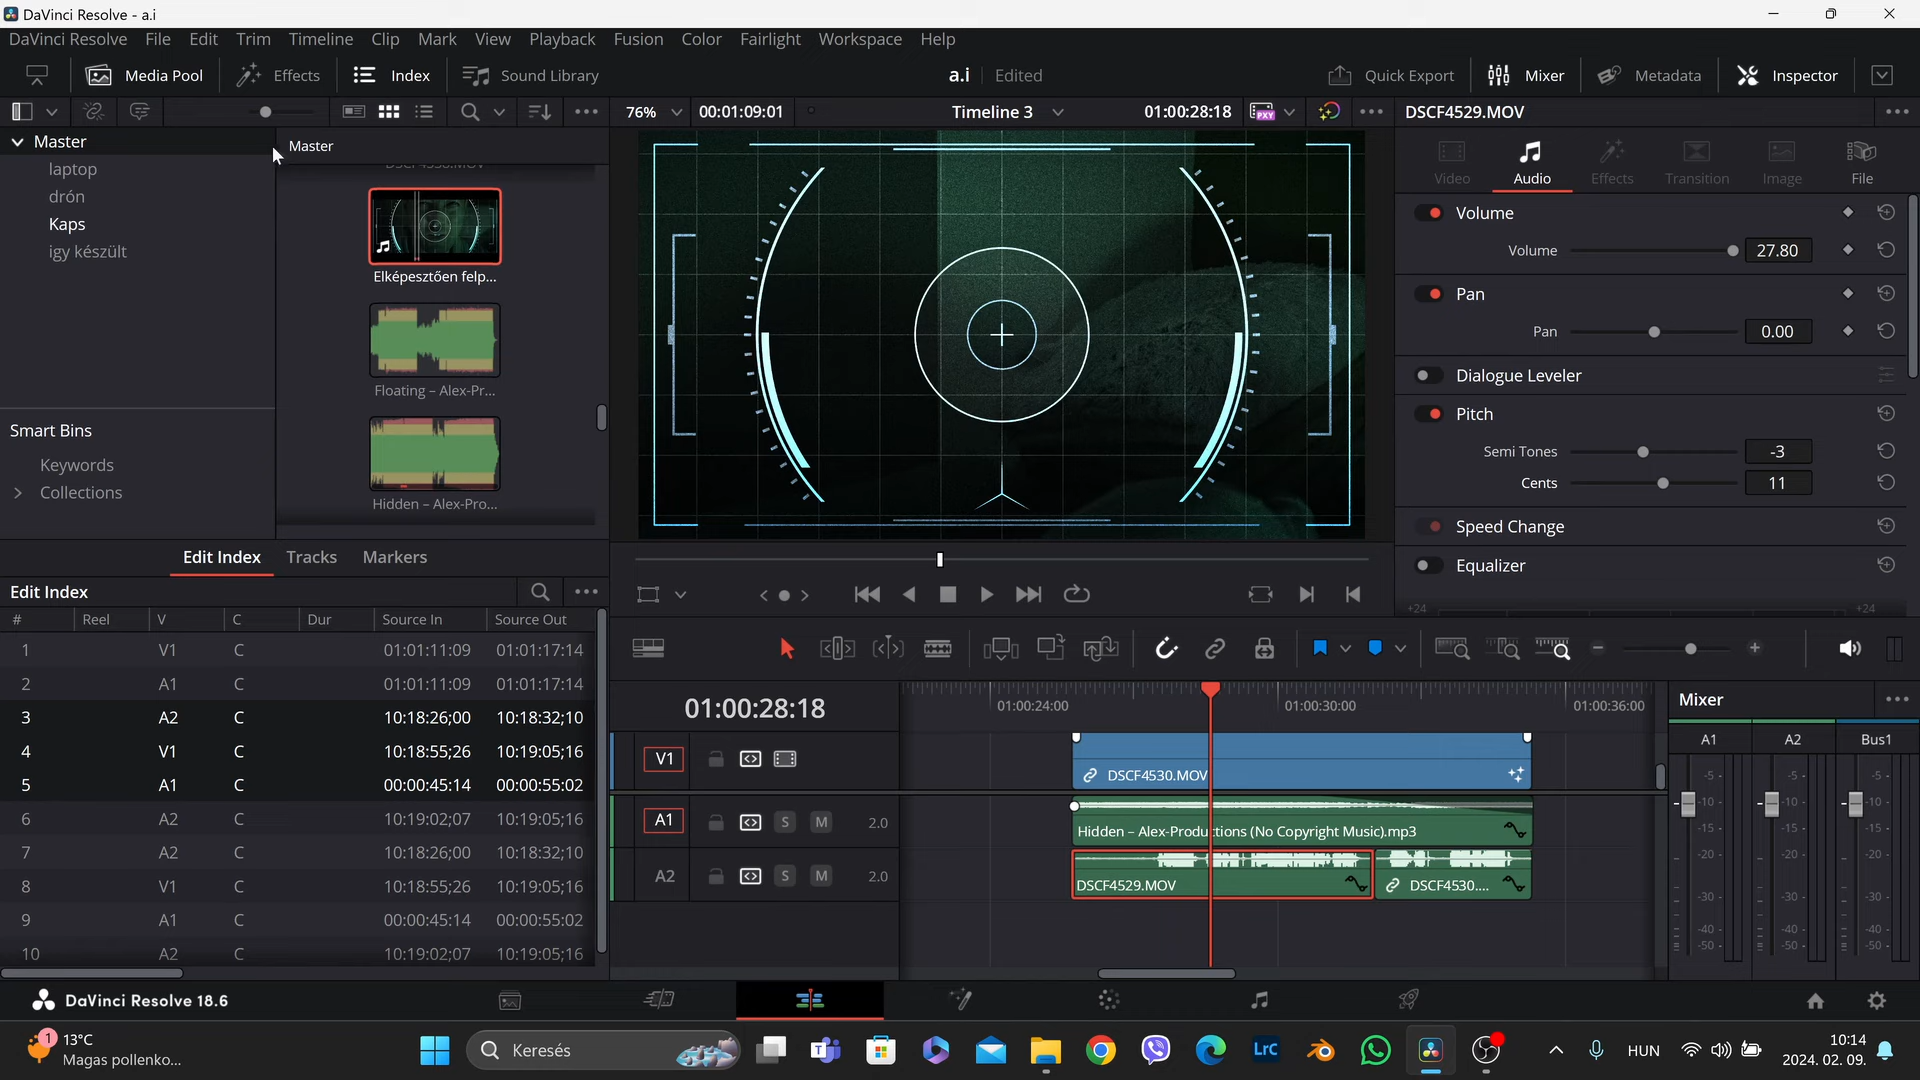 DaVinci Resolve - a.i
DaVinci Resolve File Edit Trim Timeline Clip Mark View Playback Fusion Color Fairlight Workspace Help
Media Pool Effects Index Sound Library a.i Edited Quick Export Mixer Metadata Inspector
76% 00:01:09:01 Timeline 3 01:00:28:18 PXY DSCF4529.MOV
Master
laptop
drón
Kaps
igy készült
Master
Elképesztően felp...
Floating – Alex-Pr...
Hidden – Alex-Pro...
Smart Bins
Keywords
Collections
Video Audio Effects Transition Image File
Volume
Volume 27.80
Pan
Pan 0.00
Dialogue Leveler
Pitch
Semi Tones -3
Cents 11
Speed Change
Equalizer
+24 +24
Edit Index Tracks Markers
Edit Index
# Reel V C Dur Source In Source Out
1 V1 C 01:01:11:09 01:01:17:14
2 A1 C 01:01:11:09 01:01:17:14
3 A2 C 10:18:26;00 10:18:32;10
4 V1 C 10:18:55;26 10:19:05;16
5 A1 C 00:00:45:14 00:00:55:02
6 A2 C 10:19:02;07 10:19:05;16
7 A2 C 10:18:26;00 10:18:32;10
8 V1 C 10:18:55;26 10:19:05;16
9 A1 C 00:00:45:14 00:00:55:02
10 A2 C 10:19:02;07 10:19:05;16
01:00:28:18 01:00:24:00 01:00:30:00 01:00:36:00
V1 DSCF4530.MOV
A1 S M 2.0 Hidden – Alex-Productions (No Copyright Music).mp3
A2 S M 2.0 DSCF4529.MOV DSCF4530....
Mixer
A1 A2 Bus1
-5 -5 -5
-10 -10 -10
-15 -15 -15
-20 -20 -20
-30 -30 -30
-40 -40 -40
-50 -50 -50
DaVinci Resolve 18.6
1 13°C
Magas pollenko...
Keresés
LrC
HUN
10:14
2024. 02. 09.